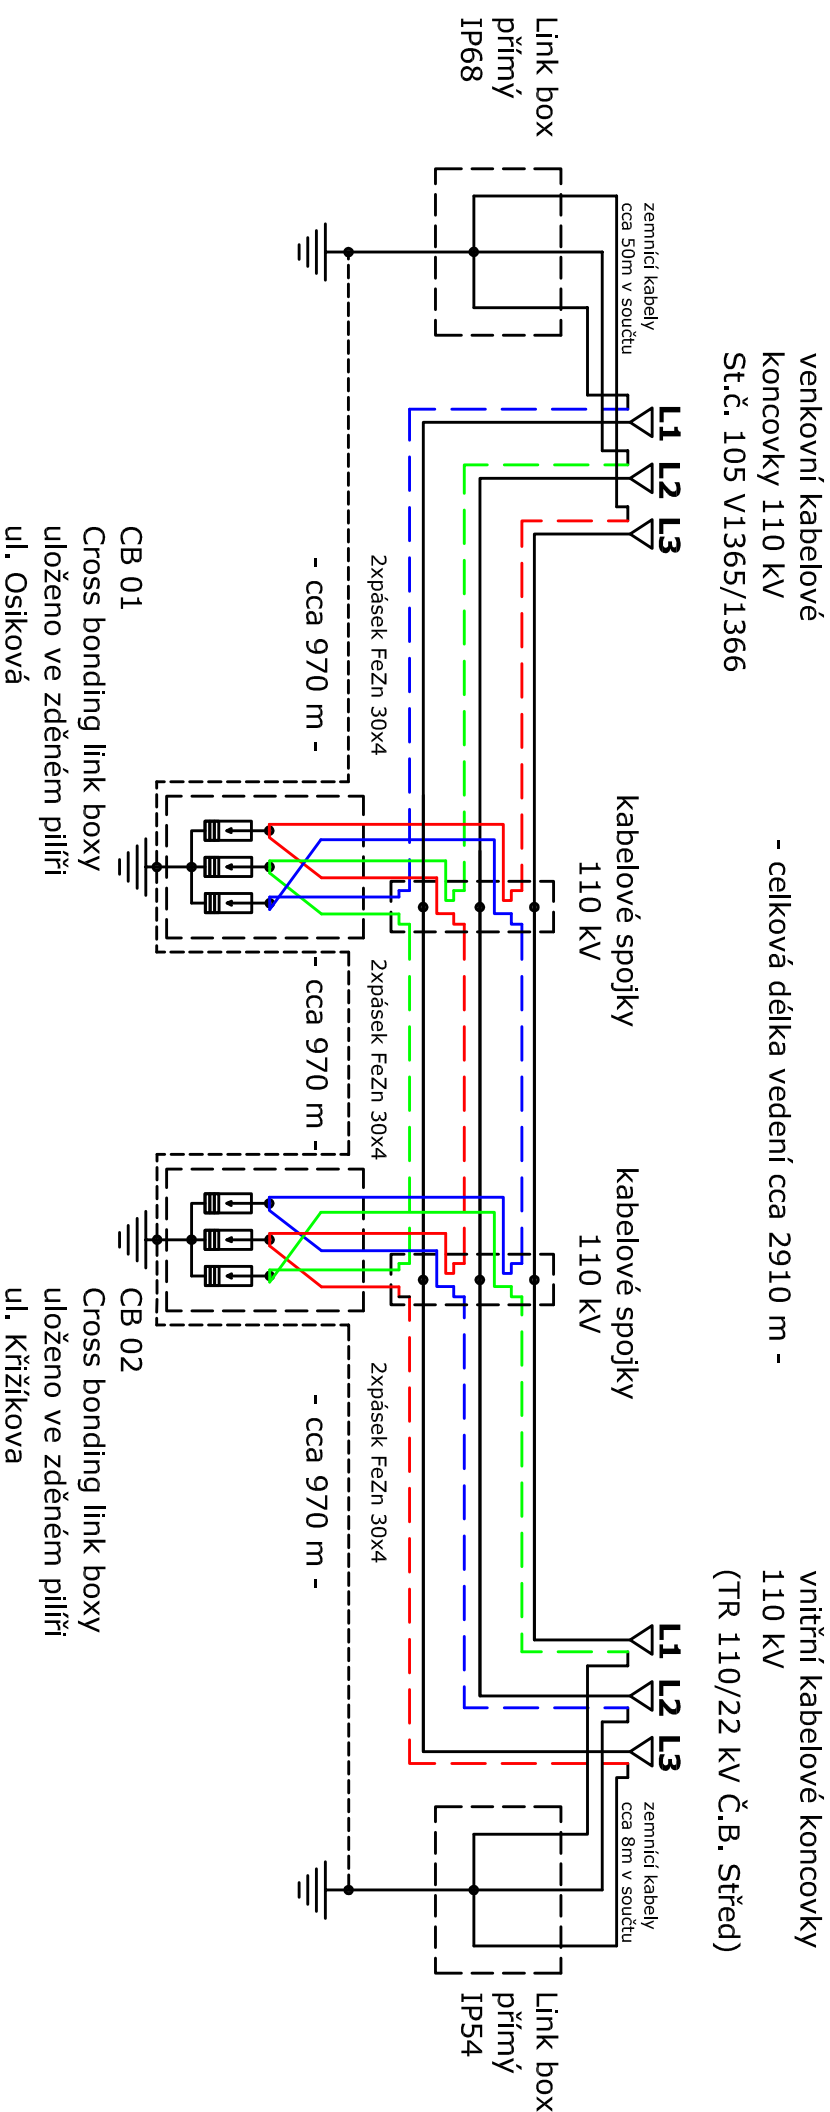 venkovní kabelové
koncovky 110 kV
St.č. 105 V1365/1366
- celková délka vedení cca 2910 m -
vnitřní kabelové koncovky
110 kV
(TR 110/22 kV Č.B. Střed)
L1
L2
L3
L1
L2
L3
zemnící kabely
cca 50m v součtu
kabelové spojky
110 kV
kabelové spojky
110 kV
zemnící kabely
cca 8m v součtu
Link box
přímý
IP68
Link box
přímý
IP54
2xpásek FeZn 30x4
2xpásek FeZn 30x4
2xpásek FeZn 30x4
- cca 970 m -
- cca 970 m -
- cca 970 m -
CB 01
Cross bonding link boxy
uloženo ve zděném pilíři
ul. Osiková
CB 02
Cross bonding link boxy
uloženo ve zděném pilíři
ul. Křižíkova